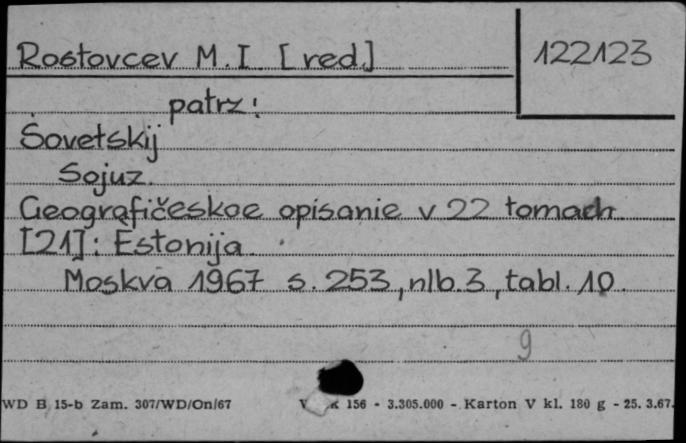 Rostovcev M.I. [red.] 122123
patrz:
Sovetskij
Sojuz.
Geografičeskoe opisanie v 22 tomach.
[21]: Estonija.
Moskva 1967 s. 253, nlb. 3, tabl. 10.
9
WD B 15-b Zam. 307/WD/On/67 156 - 3.305.000 - Karton V kl. 180 g - 25. 3.67.